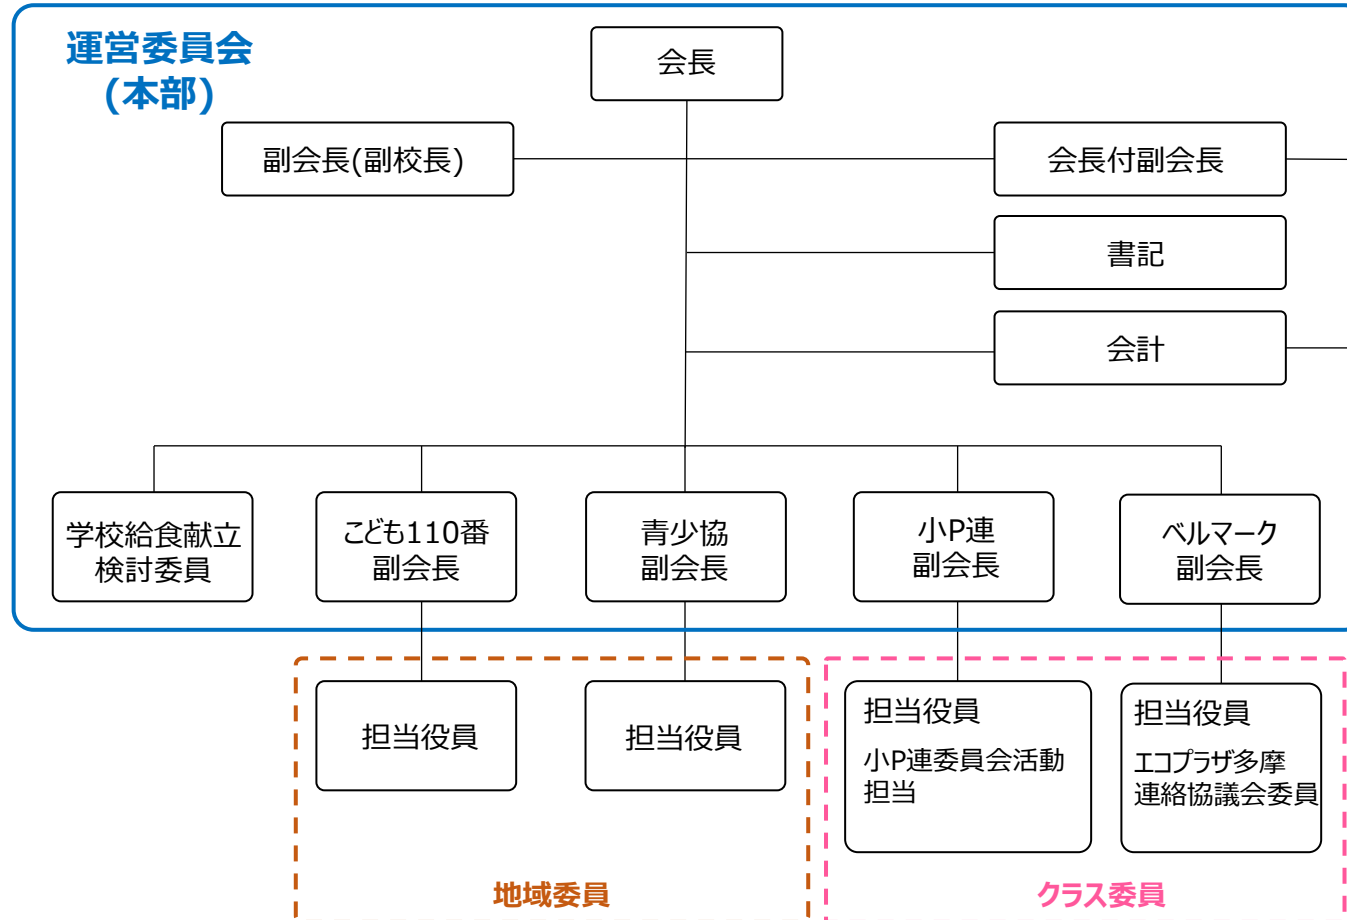 運営委員会
(本部)
会長
副会長(副校長)
会長付副会長
書記
会計
学校給食献立
検討委員
こども110番
副会長
青少協
副会長
小P連
副会長
ベルマーク
副会長
担当役員
担当役員
担当役員
小P連委員会活動
担当
担当役員
エコプラザ多摩
連絡協議会委員
地域委員
クラス委員